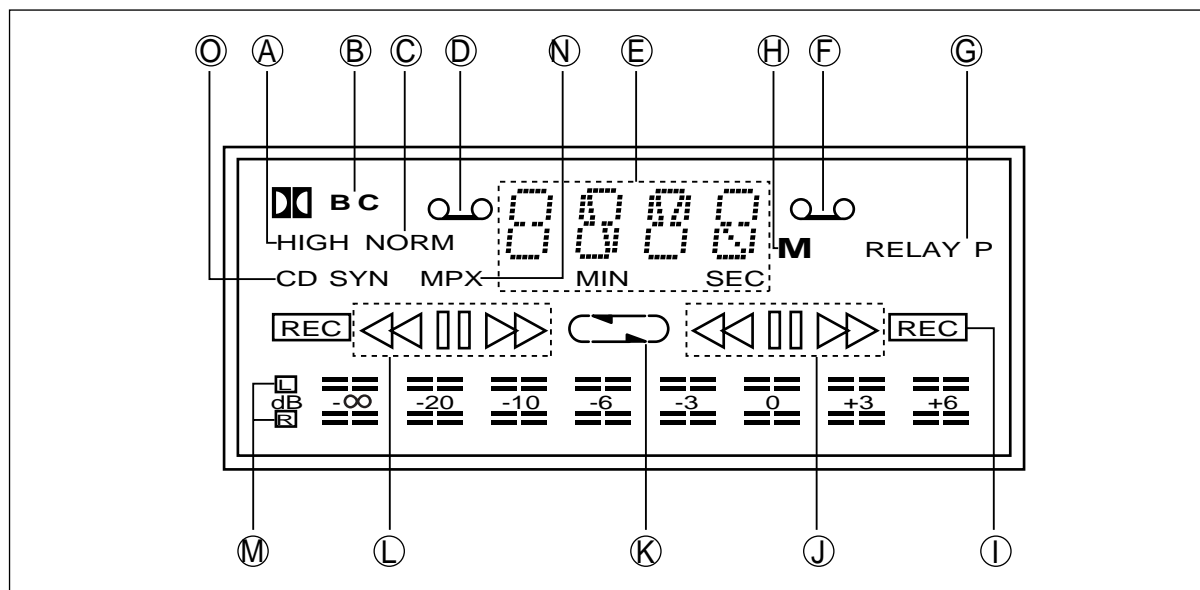 O A B C D N E H F G
B C
HIGH NORM M RELAY P
CD SYN MPX MIN SEC
REC REC
L
dB -∞ -20 -10 -6 -3 0 +3 +6
R
M L K J I